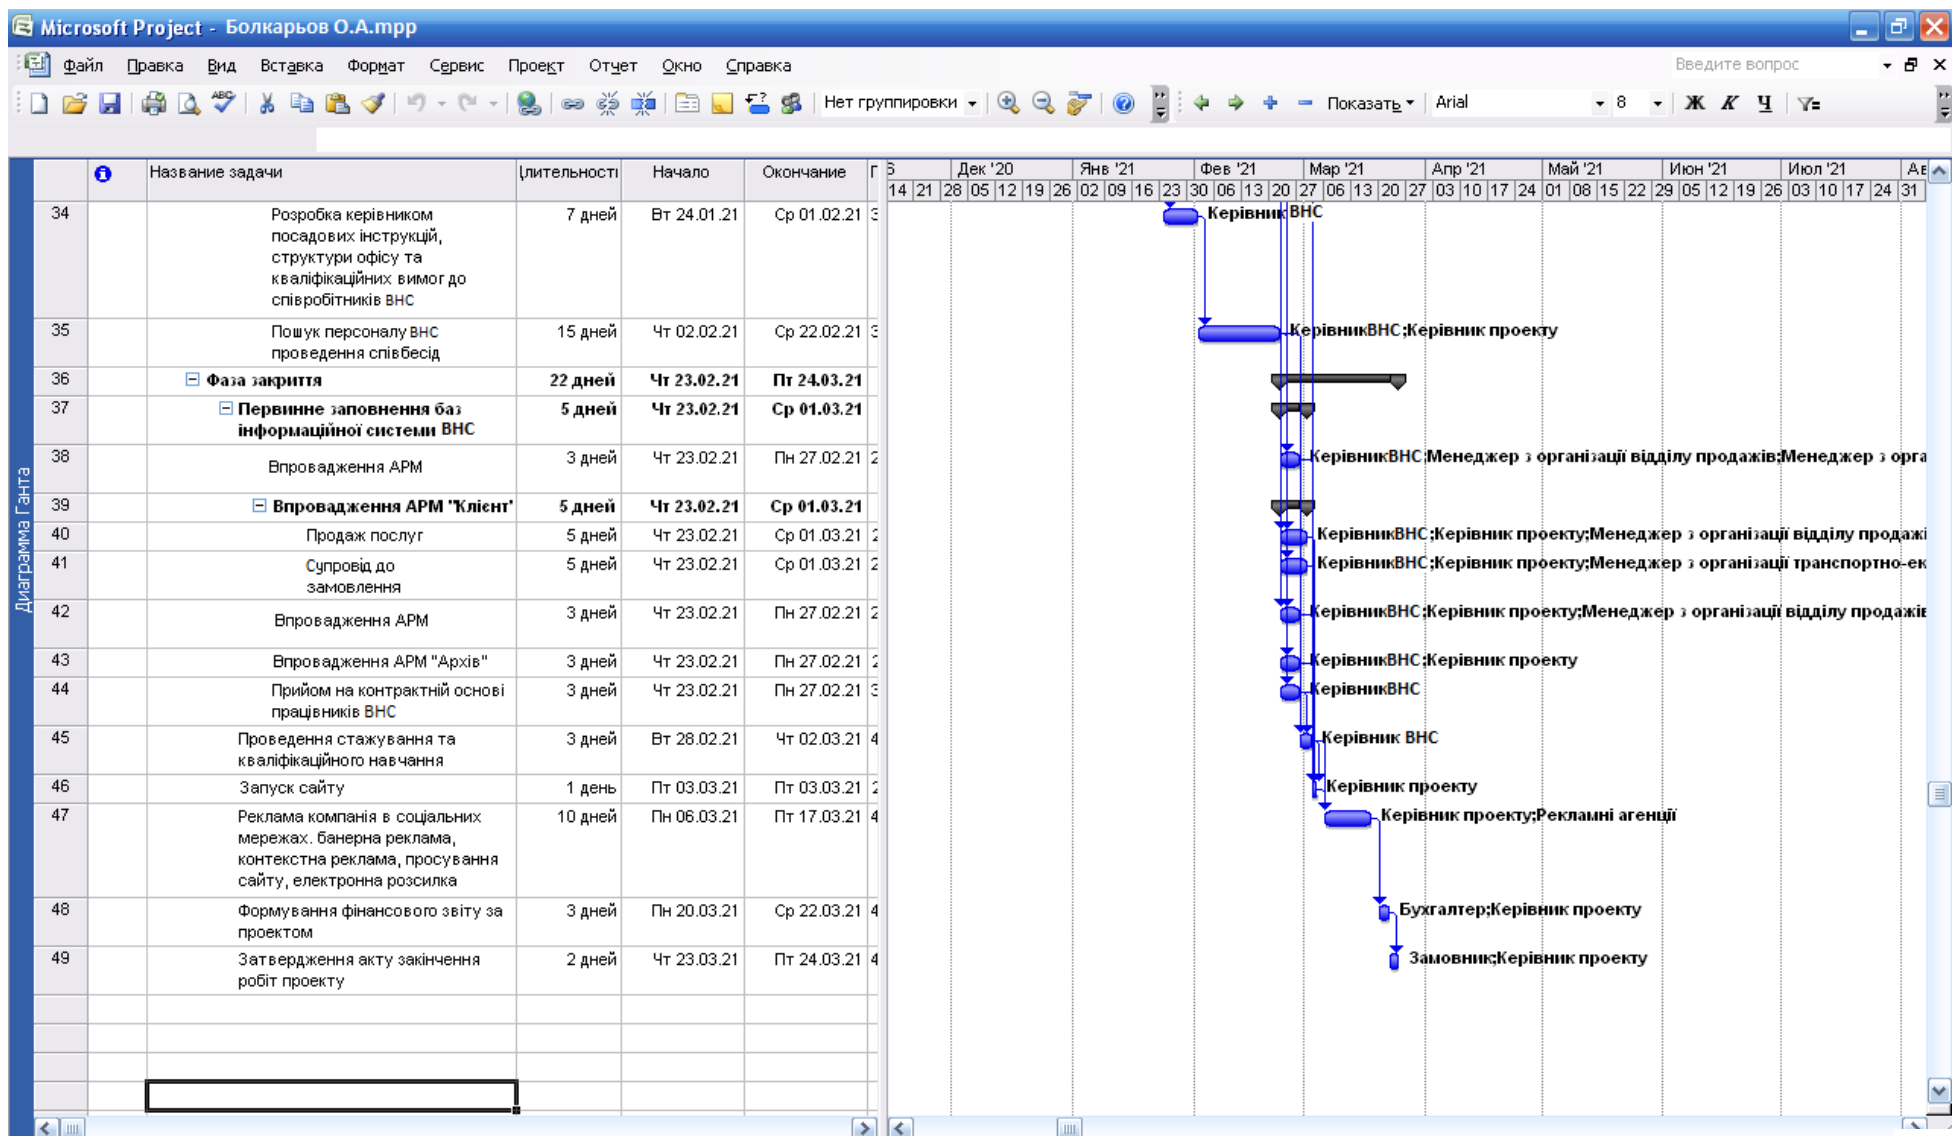 Microsoft Project - Болкарьов О.А.mpp
Файл Правка Вид Вставка Формат Сервис Проект Отчет Окно Справка Введите вопрос
Нет группировки Показать Arial 8 Ж К Ч
Название задачи Длительності Начало Окончание П
6 Дек '20 Янв '21 Фев '21 Мар '21 Апр '21 Май '21 Июн '21 Июл '21 Ав
14 21 28 05 12 19 26 02 09 16 23 30 06 13 20 27 06 13 20 27 03 10 17 24 01 08 15 22 29 05 12 19 26 03 10 17 24 31
Диаграмма Ганта
34 Розробка керівником 7 дней Вт 24.01.21 Ср 01.02.21 3 Керівник ВНС
посадових інструкцій,
структури офісу та
кваліфікаційних вимог до
співробітників ВНС
35 Пошук персоналу ВНС 15 дней Чт 02.02.21 Ср 22.02.21 3 КерівникВНС;Керівник проекту
проведення співбесід
36 Фаза закриття 22 дней Чт 23.02.21 Пт 24.03.21
37 Первинне заповнення баз 5 дней Чт 23.02.21 Ср 01.03.21
інформаційної системи ВНС
38 Впровадження АРМ 3 дней Чт 23.02.21 Пн 27.02.21 2 КерівникВНС;Менеджер з організації відділу продажів;Менеджер з орга
39 Впровадження АРМ "Клієнт" 5 дней Чт 23.02.21 Ср 01.03.21
40 Продаж послуг 5 дней Чт 23.02.21 Ср 01.03.21 2 КерівникВНС;Керівник проекту;Менеджер з організації відділу продажі
41 Супровід до 5 дней Чт 23.02.21 Ср 01.03.21 2 КерівникВНС;Керівник проекту;Менеджер з організації транспортно-ек
замовлення
42 Впровадження АРМ 3 дней Чт 23.02.21 Пн 27.02.21 2 КерівникВНС;Керівник проекту;Менеджер з організації відділу продажів
43 Впровадження АРМ "Архів" 3 дней Чт 23.02.21 Пн 27.02.21 2 КерівникВНС;Керівник проекту
44 Прийом на контрактній основі 3 дней Чт 23.02.21 Пн 27.02.21 3 КерівникВНС
працівників ВНС
45 Проведення стажування та 3 дней Вт 28.02.21 Чт 02.03.21 4 Керівник ВНС
кваліфікаційного навчання
46 Запуск сайту 1 день Пт 03.03.21 Пт 03.03.21 2 Керівник проекту
47 Реклама компанія в соціальних 10 дней Пн 06.03.21 Пт 17.03.21 4 Керівник проекту;Рекламні агенції
мережах. банерна реклама,
контекстна реклама, просування
сайту, електронна розсилка
48 Формування фінансового звіту за 3 дней Пн 20.03.21 Ср 22.03.21 4 Бухгалтер;Керівник проекту
проектом
49 Затвердження акту закінчення 2 дней Чт 23.03.21 Пт 24.03.21 4 Замовник;Керівник проекту
робіт проекту